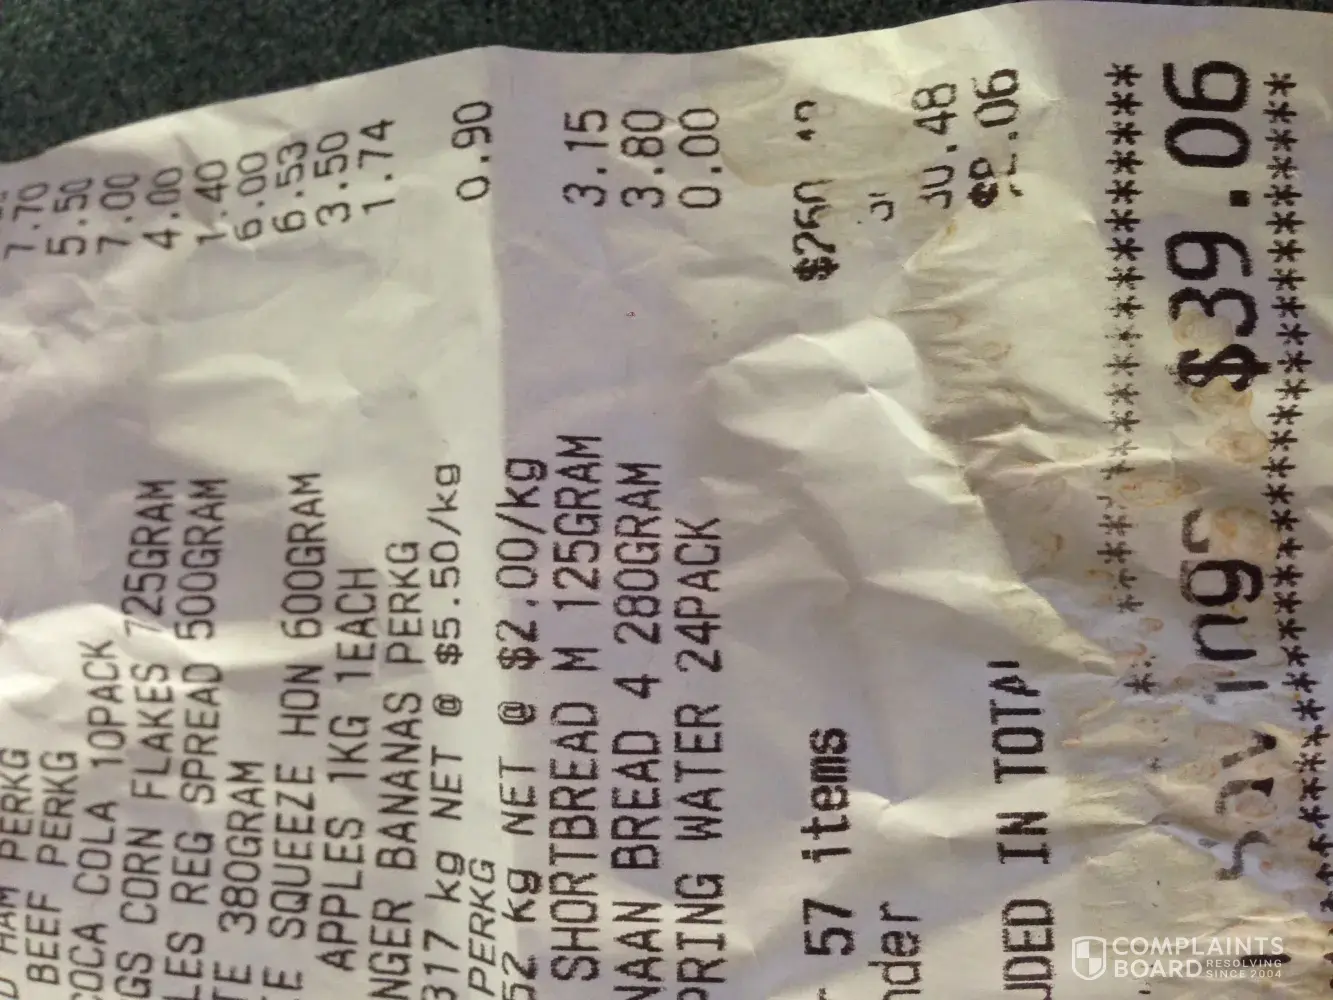 HAM PERKG 7.70
BEEF PERKG 5.50
COCA COLA 10PACK 7.00
GS CORN FLAKES 725GRAM 4.00
LES REG SPREAD 500GRAM 1.40
TE 380GRAM 6.00
E SQUEEZE HON 600GRAM 6.53
APPLES 1KG 1EACH 3.50
NGER BANANAS PERKG
317 kg NET @ $5.50/kg 1.74
PERKG
52 kg NET @ $2.00/kg 0.90
SHORTBREAD M 125GRAM 3.15
NAAN BREAD 4 280GRAM 3.80
PRING WATER 24PACK 0.00
57 items
nder
.48
UDED IN TOTA .06
************************
$39.06
************************
COMPLAINTS
BOARD RESOLVING
SINCE 2004